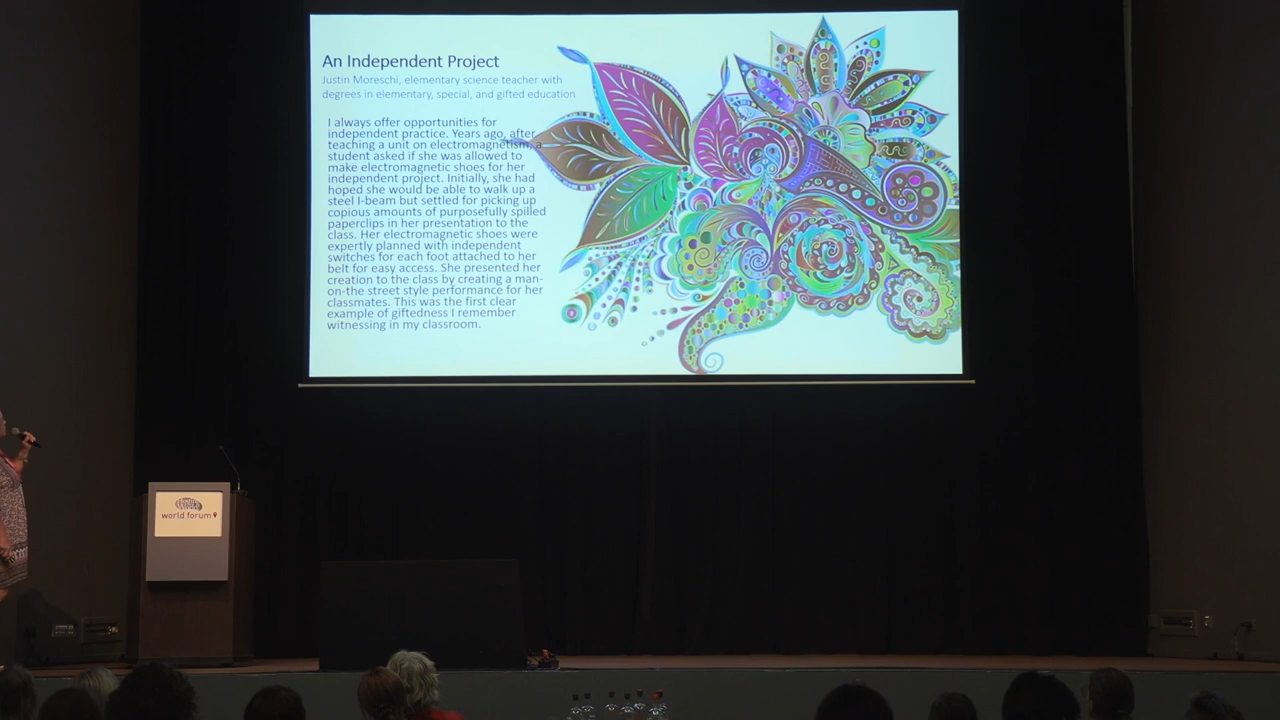 An Independent Project
Justin Moreschi, elementary science teacher with
degrees in elementary, special, and gifted education
I always offer opportunities for
independent practice. Years ago, after
teaching a unit on electromagnetism, a
student asked if she was allowed to
make electromagnetic shoes for her
independent project. Initially, she had
hoped she would be able to walk up a
steel I-beam but settled for picking up
copious amounts of purposefully spilled
paperclips in her presentation to the
class. Her electromagnetic shoes were
expertly planned with independent
switches for each foot attached to her
belt for easy access. She presented her
creation to the class by creating a man-
on-the street style performance for her
classmates. This was the first clear
example of giftedness I remember
witnessing in my classroom.
world forum